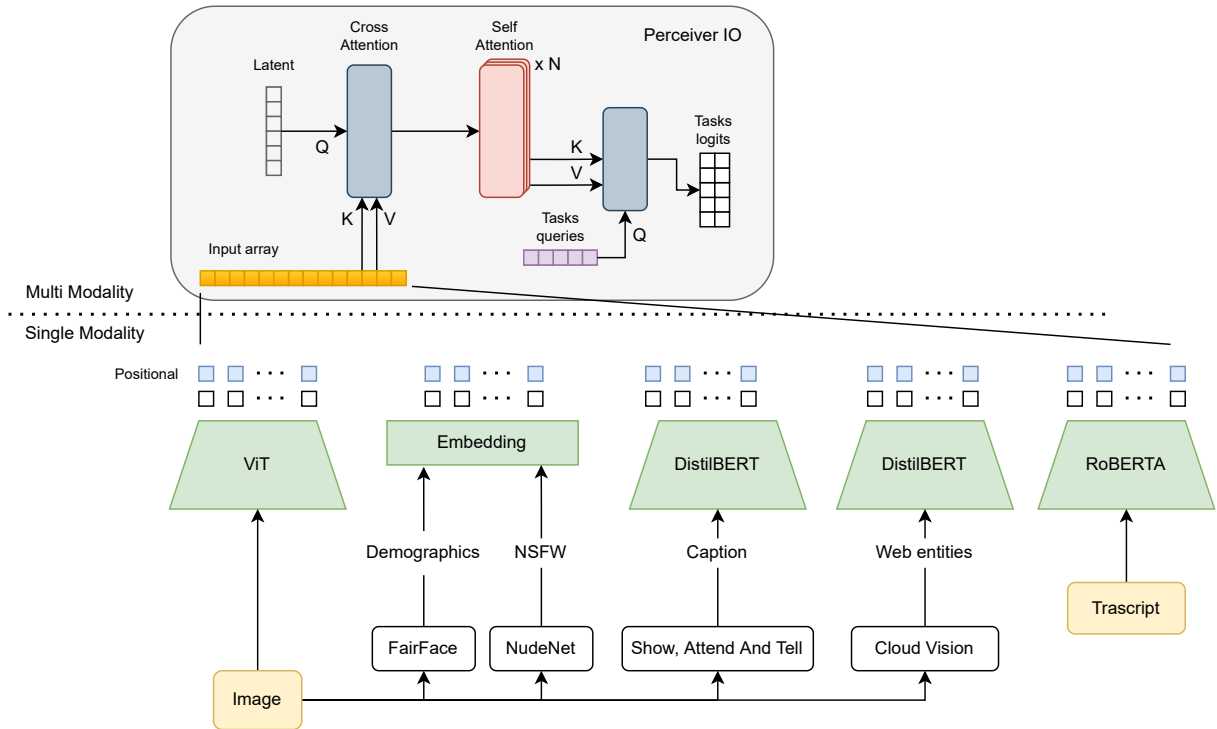 Perceiver IO
Cross
Attention
Self
Attention
x N
Latent
Q
K
V
K
V
Tasks
logits
Tasks
queries
Q
Input array
Multi Modality
Single Modality
Positional
ViT
Embedding
DistilBERT
DistilBERT
RoBERTA
Demographics
NSFW
Caption
Web entities
Trascript
FairFace
NudeNet
Show, Attend And Tell
Cloud Vision
Image